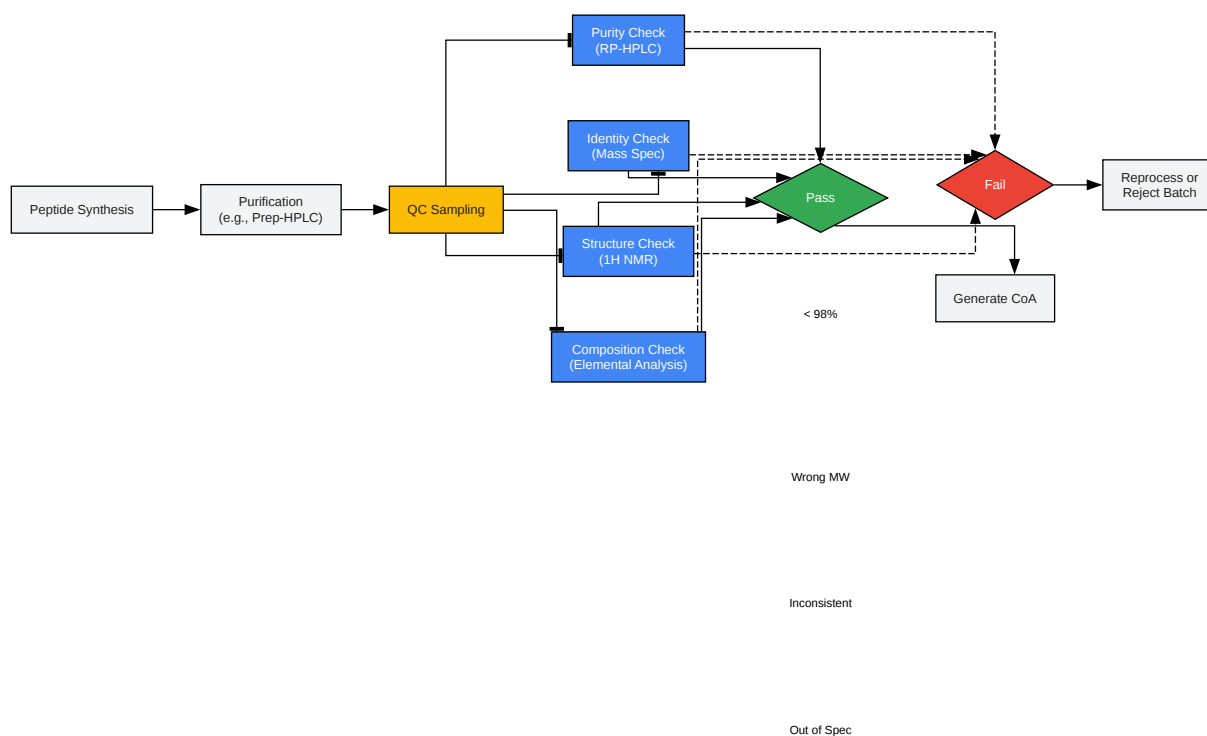 Purity Check
(RP-HPLC)
Identity Check
(Mass Spec)
Peptide Synthesis
Purification
(e.g., Prep-HPLC)
QC Sampling
Pass
Fail
Reprocess or
Reject Batch
Structure Check
(1H NMR)
Generate CoA
< 98%
Composition Check
(Elemental Analysis)
Wrong MW
Inconsistent
Out of Spec